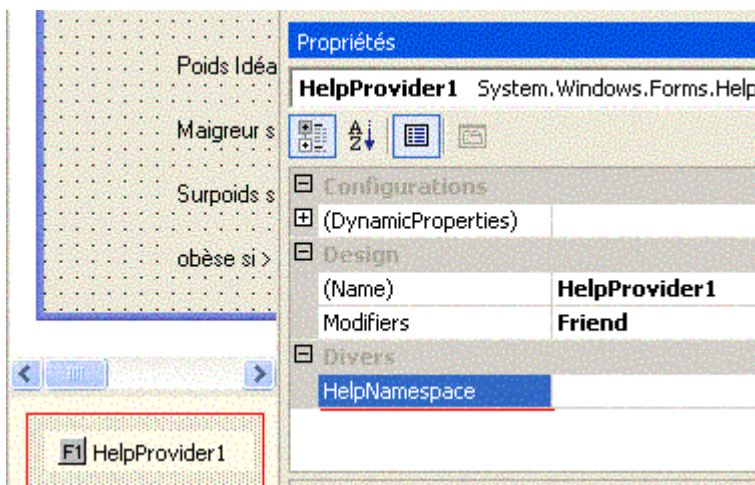 Poids Idéa
Maigreur s
Surpoids s
obèse si >
F1 HelpProvider1
Propriétés
HelpProvider1 System.Windows.Forms.Help
A Z
Configurations
(DynamicProperties)
Design
(Name) HelpProvider1
Modifiers Friend
Divers
HelpNamespace